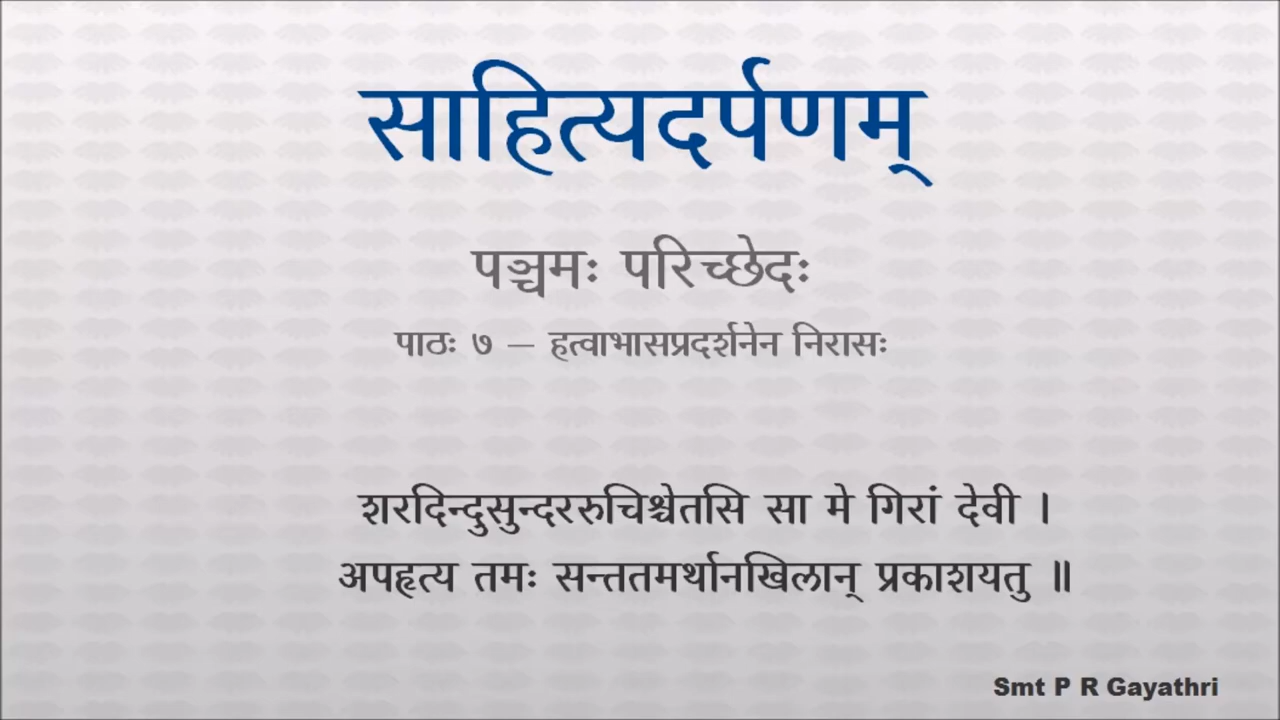 साहित्यदर्पणम्
पञ्चमः परिच्छेदः
पाठः ७ – हत्वाभासप्रदर्शनेन निरासः
शरदिन्दुसुन्दररुचिश्चेतसि सा मे गिरां देवी ।
अपहृत्य तमः सन्ततमर्थानखिलान् प्रकाशयतु ॥
Smt P R Gayathri